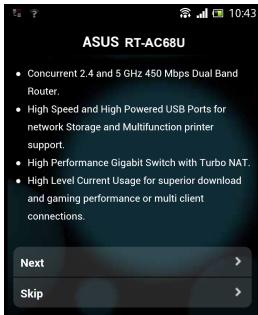 10:43
ASUS RT-AC68U
● Concurrent 2.4 and 5 GHz 450 Mbps Dual Band
Router.
● High Speed and High Powered USB Ports for
network Storage and Multifunction printer
support.
● High Performance Gigabit Switch with Turbo NAT.
● High Level Current Usage for superior download
and gaming performance or multi client
connections.
Next
Skip